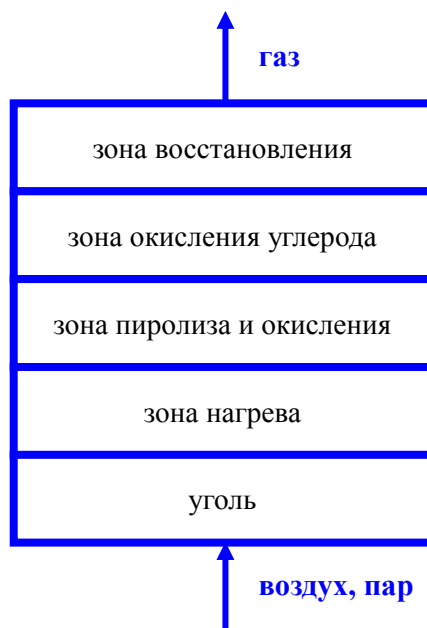 газ
зона восстановления
зона окисления углерода
зона пиролиза и окисления
зона нагрева
уголь
воздух, пар